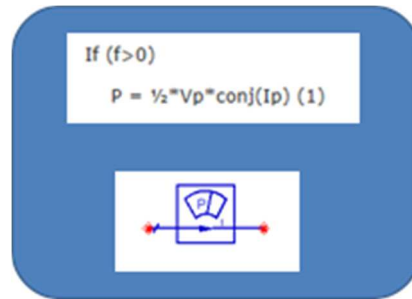 If (f>0)
P = ½*Vp*conj(Ip) (1)
P